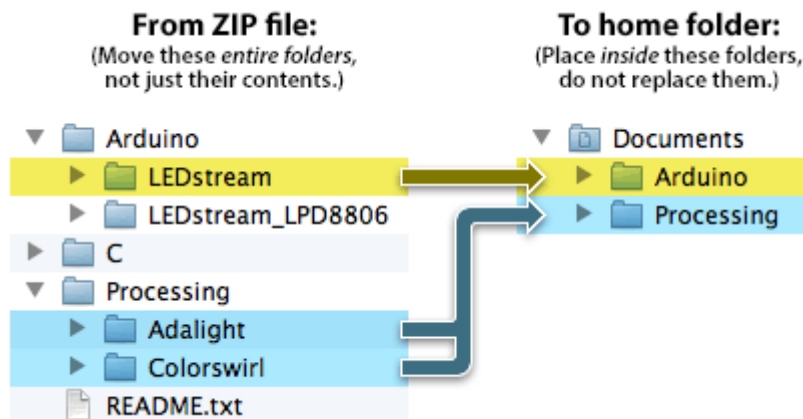 From ZIP file:
(Move these entire folders,
not just their contents.)
Arduino
LEDstream
LEDstream_LPD8806
C
Processing
Adalight
Colorswirl
README.txt
To home folder:
(Place inside these folders,
do not replace them.)
Documents
Arduino
Processing